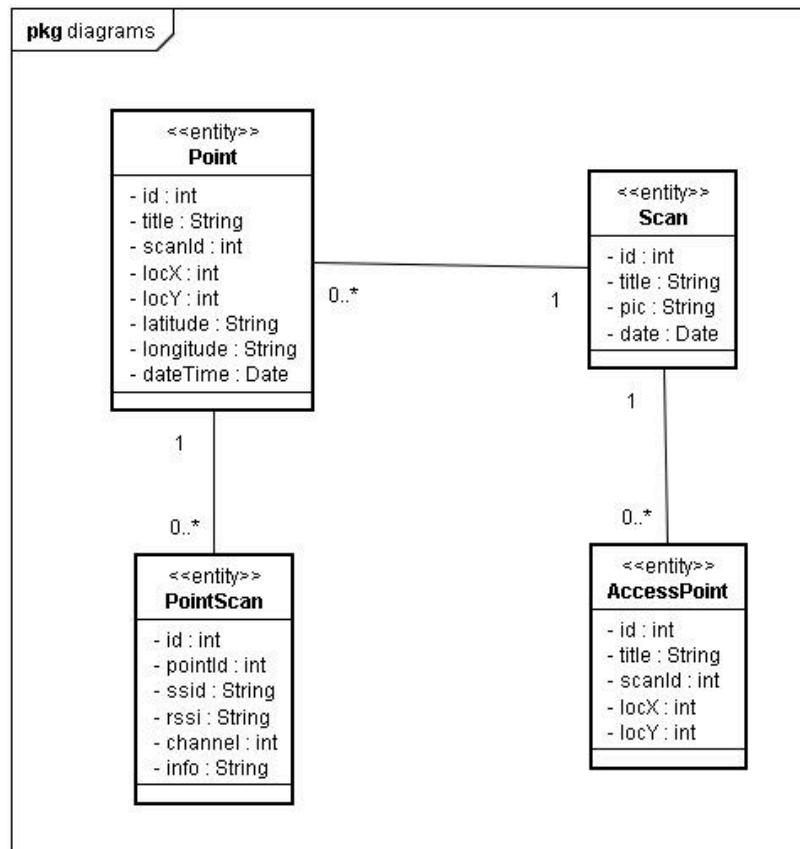 pkg diagrams
<<entity>>
Point
- id : int
- title : String
- scanId : int
- locX : int
- locY : int
- latitude : String
- longitude : String
- dateTime : Date
0..*
1
<<entity>>
Scan
- id : int
- title : String
- pic : String
- date : Date
1
0..*
1
0..*
<<entity>>
PointScan
- id : int
- pointId : int
- ssid : String
- rssi : String
- channel : int
- info : String
<<entity>>
AccessPoint
- id : int
- title : String
- scanId : int
- locX : int
- locY : int